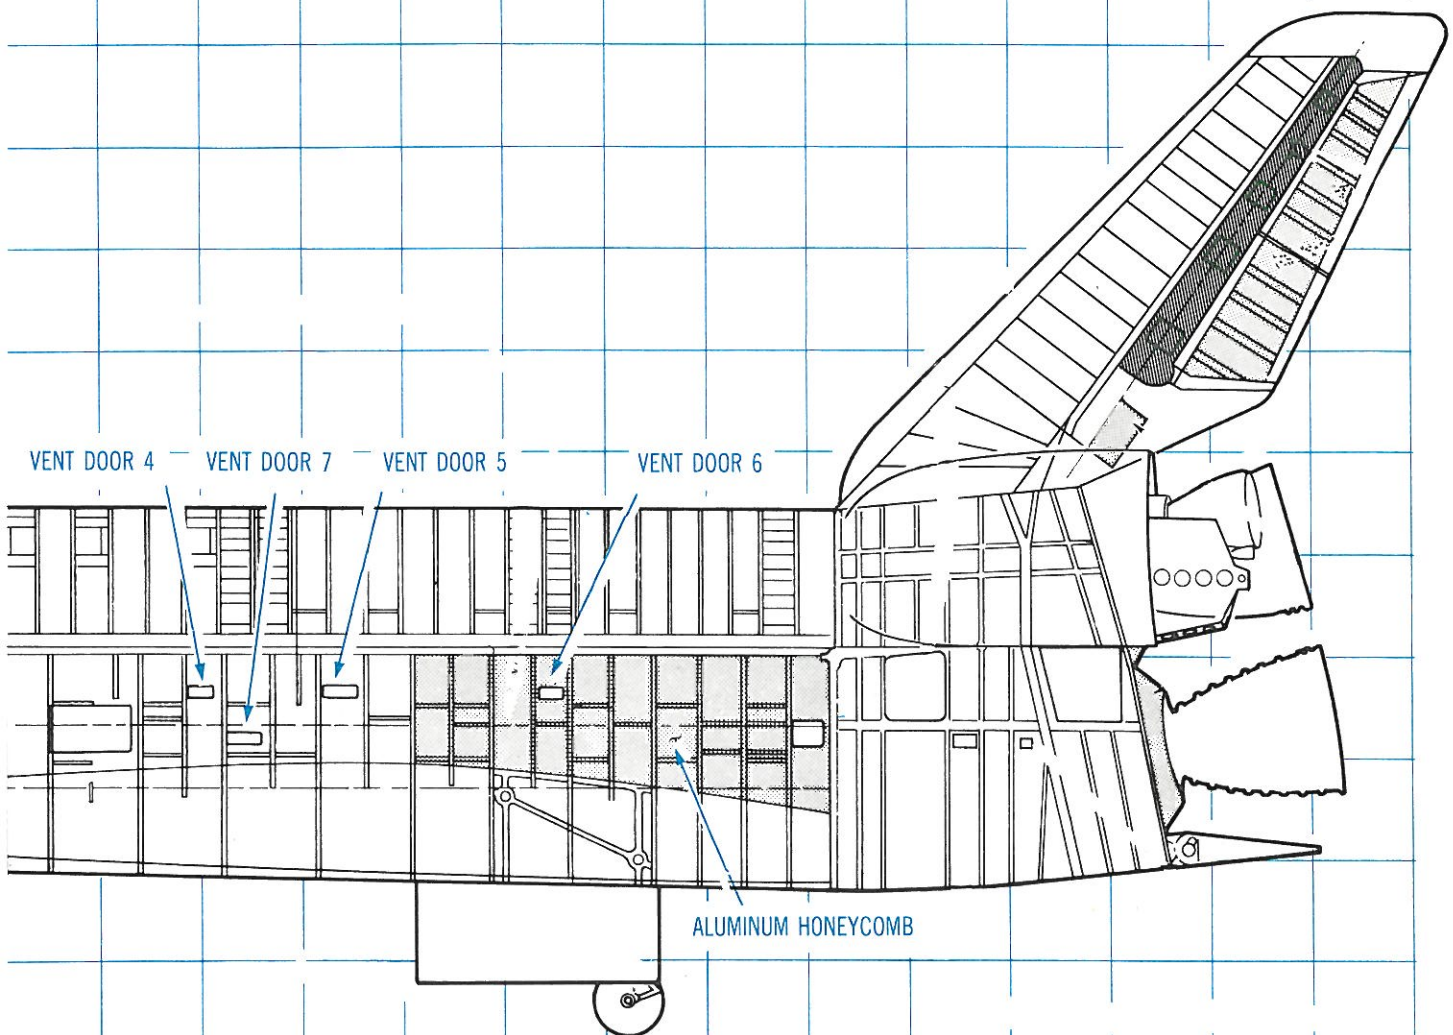 VENT DOOR 4
VENT DOOR 7
VENT DOOR 5
VENT DOOR 6
ALUMINUM HONEYCOMB